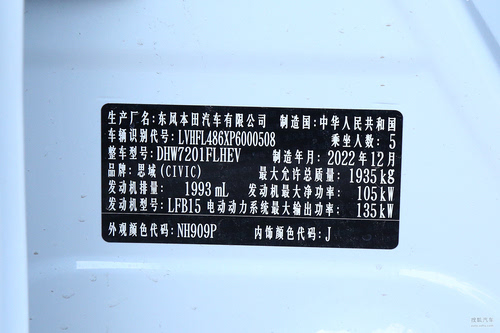 生产厂名: 东风本田汽车有限公司 制造国: 中华人民共和国
车辆识别代号: LVHFL486XP6000508 乘坐人数: 5
整车型号: DHW7201FLHEV 制造年月: 2022年12月
品牌: 思域(CIVIC) 最大允许总质量: 1935kg
发动机排量: 1993mL 发动机最大净功率: 105kW
发动机型号: LFB15 电动动力系统最大输出功率: 135kW
外观颜色代码: NH909P 内饰颜色代码: J
搜狐汽车